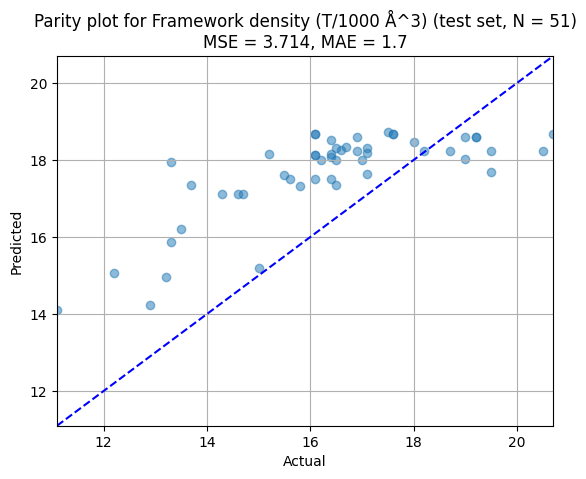 Parity plot for Framework density (T/1000 Å^3) (test set, N = 51)
MSE = 3.714, MAE = 1.7
20
18
16
14
12
Predicted
12 14 16 18 20
Actual